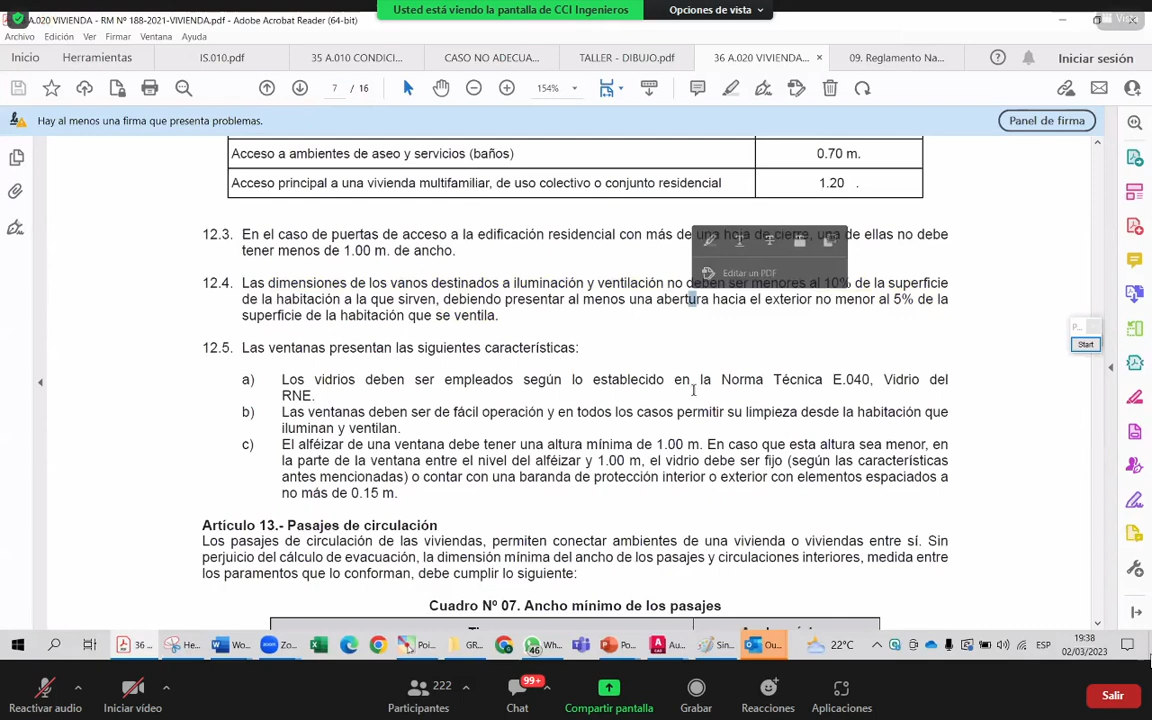 Usted está viendo la pantalla de CCI Ingenieros
Opciones de vista
A.020 VIVIENDA - RM Nº 188-2021-VIVIENDA.pdf - Adobe Acrobat Reader (64-bit)
Archivo Edición Ver Firmar Ventana Ayuda
Inicio Herramientas IS.010.pdf 35 A.010 CONDICI... CASO NO ADECUA... TALLER - DIBUJO.pdf 36 A.020 VIVIENDA... × 09. Reglamento Na... Iniciar sesión
7 / 16 154%
Hay al menos una firma que presenta problemas. Panel de firma
Acceso a ambientes de aseo y servicios (baños) 0.70 m.
Acceso principal a una vivienda multifamiliar, de uso colectivo o conjunto residencial 1.20 .
12.3. En el caso de puertas de acceso a la edificación residencial con más de una hoja de cierre, una de ellas no debe
tener menos de 1.00 m. de ancho.
Editar un PDF
12.4. Las dimensiones de los vanos destinados a iluminación y ventilación no deben ser menores al 10% de la superficie
de la habitación a la que sirven, debiendo presentar al menos una abertura hacia el exterior no menor al 5% de la
superficie de la habitación que se ventila.
12.5. Las ventanas presentan las siguientes características:
a) Los vidrios deben ser empleados según lo establecido en la Norma Técnica E.040, Vidrio del
RNE.
b) Las ventanas deben ser de fácil operación y en todos los casos permitir su limpieza desde la habitación que
iluminan y ventilan.
c) El alféizar de una ventana debe tener una altura mínima de 1.00 m. En caso que esta altura sea menor, en
la parte de la ventana entre el nivel del alféizar y 1.00 m, el vidrio debe ser fijo (según las características
antes mencionadas) o contar con una baranda de protección interior o exterior con elementos espaciados a
no más de 0.15 m.
Artículo 13.- Pasajes de circulación
Los pasajes de circulación de las viviendas, permiten conectar ambientes de una vivienda o viviendas entre sí. Sin
perjuicio del cálculo de evacuación, la dimensión mínima del ancho de los pasajes y circulaciones interiores, medida entre
los paramentos que lo conforman, debe cumplir lo siguiente:
Cuadro Nº 07. Ancho mínimo de los pasajes
P...
Start
36 ... He... Wo... Zo... Poi... GR... 46 Wh... Po... Au... Sin... Ou... 22°C ESP 19:38
02/03/2023
Reactivar audio Iniciar vídeo 222 Participantes 99+ Chat Compartir pantalla Grabar Reacciones Aplicaciones Salir